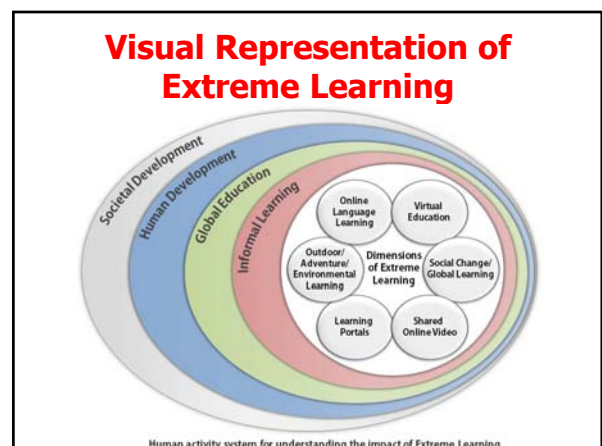 Visual Representation of
Extreme Learning
Societal Development
Human Development
Global Education
Informal Learning
Online
Language
Learning
Virtual
Education
Outdoor/
Adventure/
Environmental
Learning
Dimensions
of Extreme
Learning
Social Change/
Global Learning
Learning
Portals
Shared
Online Video
Human activity system for understanding the impact of Extreme Learning